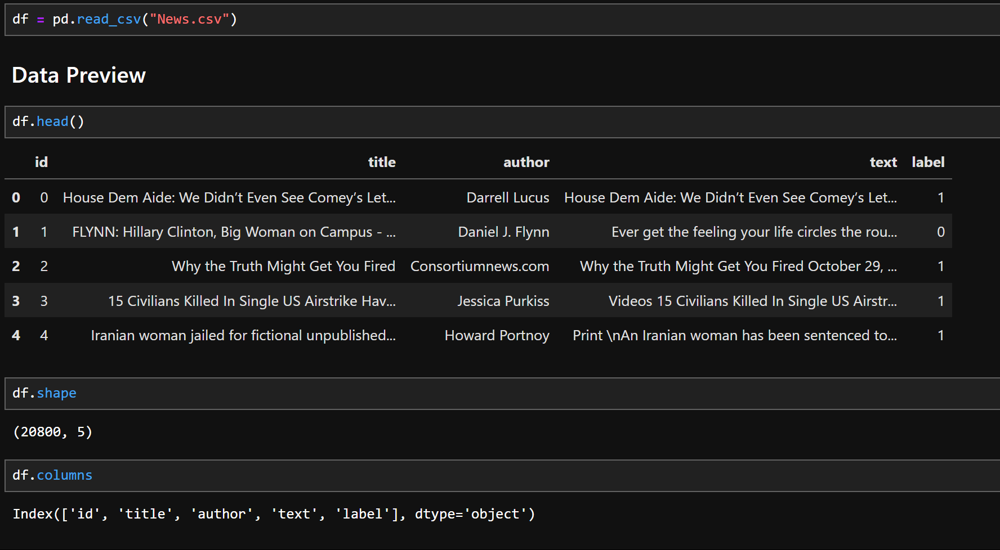 df = pd.read_csv("News.csv")
Data Preview
df.head()
id title author text label
0 0 House Dem Aide: We Didn’t Even See Comey’s Let... Darrell Lucus House Dem Aide: We Didn’t Even See Comey’s Let... 1
1 1 FLYNN: Hillary Clinton, Big Woman on Campus - ... Daniel J. Flynn Ever get the feeling your life circles the rou... 0
2 2 Why the Truth Might Get You Fired Consortiumnews.com Why the Truth Might Get You Fired October 29, ... 1
3 3 15 Civilians Killed In Single US Airstrike Hav... Jessica Purkiss Videos 15 Civilians Killed In Single US Airstr... 1
4 4 Iranian woman jailed for fictional unpublished... Howard Portnoy Print \nAn Iranian woman has been sentenced to... 1
df.shape
(20800, 5)
df.columns
Index(['id', 'title', 'author', 'text', 'label'], dtype='object')